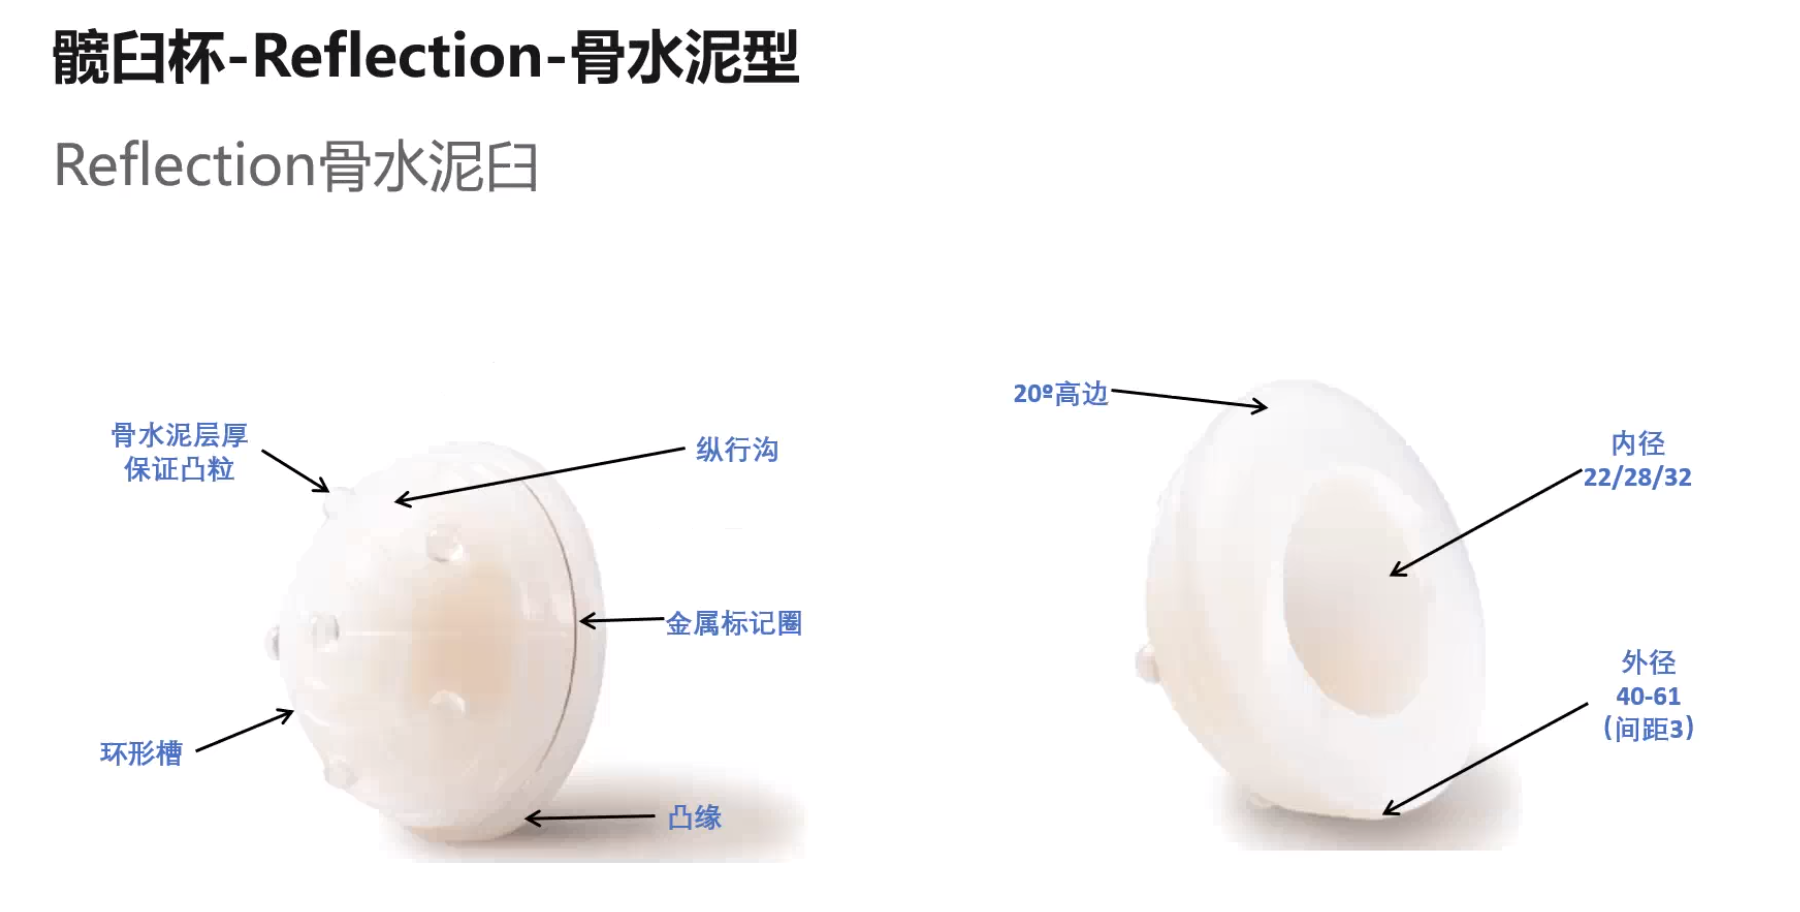 髋臼杯-Reflection-骨水泥型
Reflection骨水泥臼
骨水泥层厚
保证凸粒
纵行沟
金属标记圈
环形槽
凸缘
20º高边
内径
22/28/32
外径
40-61
(间距3)